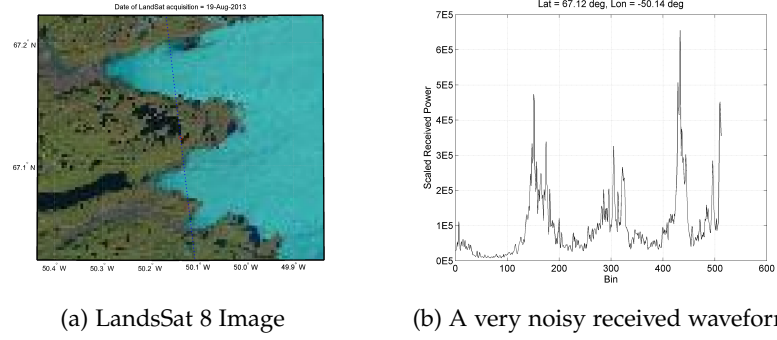 Date of LandSat acquisition = 19-Aug-2013
67.2° N
67.1° N
50.4° W 50.3° W 50.2° W 50.1° W 50.0° W 49.9° W
(a) LandsSat 8 Image
Lat = 67.12 deg, Lon = -50.14 deg
Scaled Received Power
7E5
6E5
5E5
4E5
3E5
2E5
1E5
0E5
0 100 200 300 400 500 600
Bin
(b) A very noisy received waveform